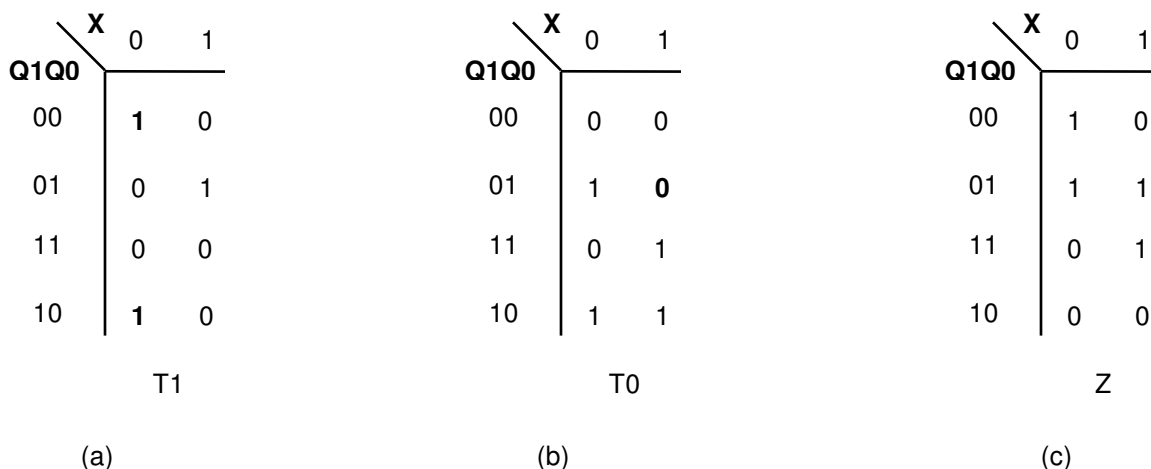 X 0 1 X 0 1 X 0 1
Q1Q0 Q1Q0 Q1Q0
00 1 0 00 0 0 00 1 0
01 0 1 01 1 0 01 1 1
11 0 0 11 0 1 11 0 1
10 1 0 10 1 1 10 0 0
T1 T0 Z
(a) (b) (c)